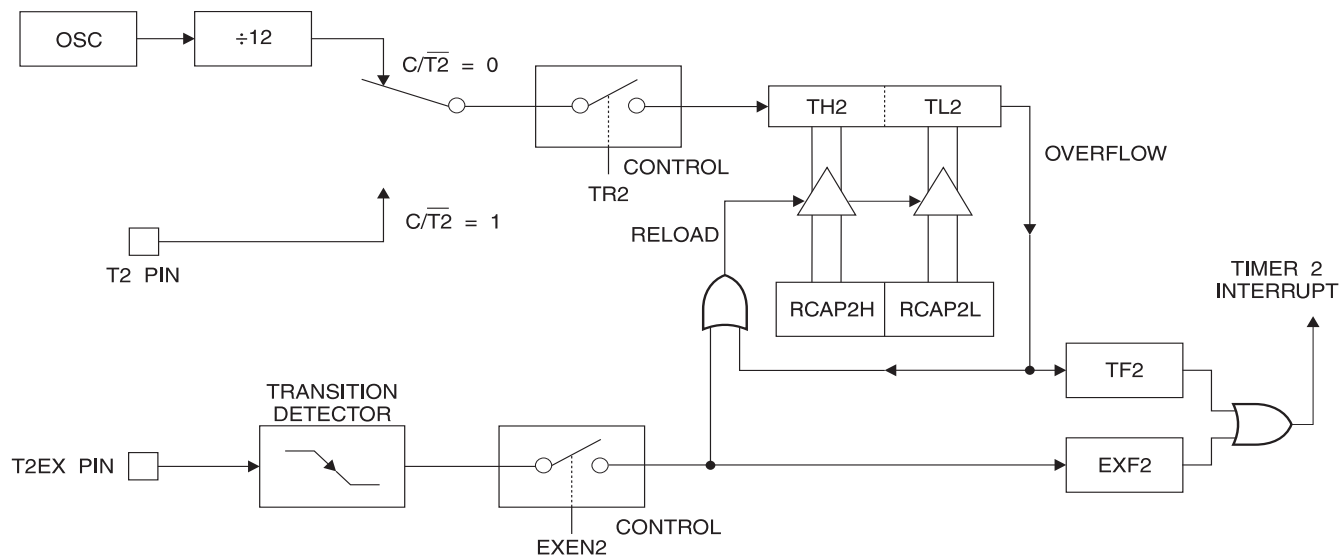 OSC
÷12
C/T2̅ = 0
TH2
TL2
OVERFLOW
CONTROL
TR2
C/T2̅ = 1
T2 PIN
RELOAD
RCAP2H
RCAP2L
TIMER 2
INTERRUPT
TF2
TRANSITION
DETECTOR
T2EX PIN
EXF2
CONTROL
EXEN2